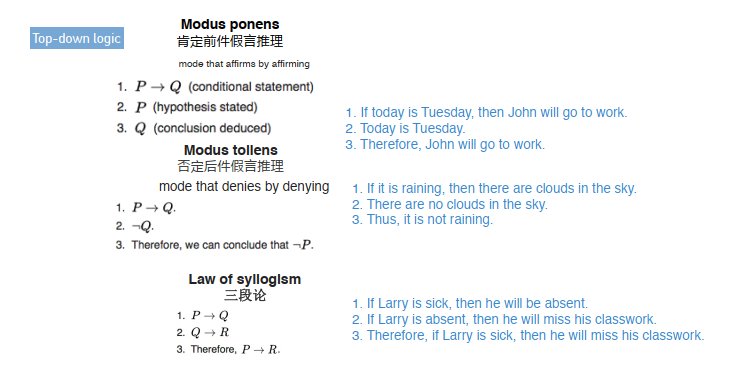 Top-down logic
Modus ponens
肯定前件假言推理
mode that affirms by affirming
1. P → Q (conditional statement)
2. P (hypothesis stated)
3. Q (conclusion deduced)
1. If today is Tuesday, then John will go to work.
2. Today is Tuesday.
3. Therefore, John will go to work.
Modus tollens
否定后件假言推理
mode that denies by denying
1. P → Q.
2. ¬Q.
3. Therefore, we can conclude that ¬P.
1. If it is raining, then there are clouds in the sky.
2. There are no clouds in the sky.
3. Thus, it is not raining.
Law of syllogism
三段论
1. P → Q
2. Q → R
3. Therefore, P → R.
1. If Larry is sick, then he will be absent.
2. If Larry is absent, then he will miss his classwork.
3. Therefore, if Larry is sick, then he will miss his classwork.